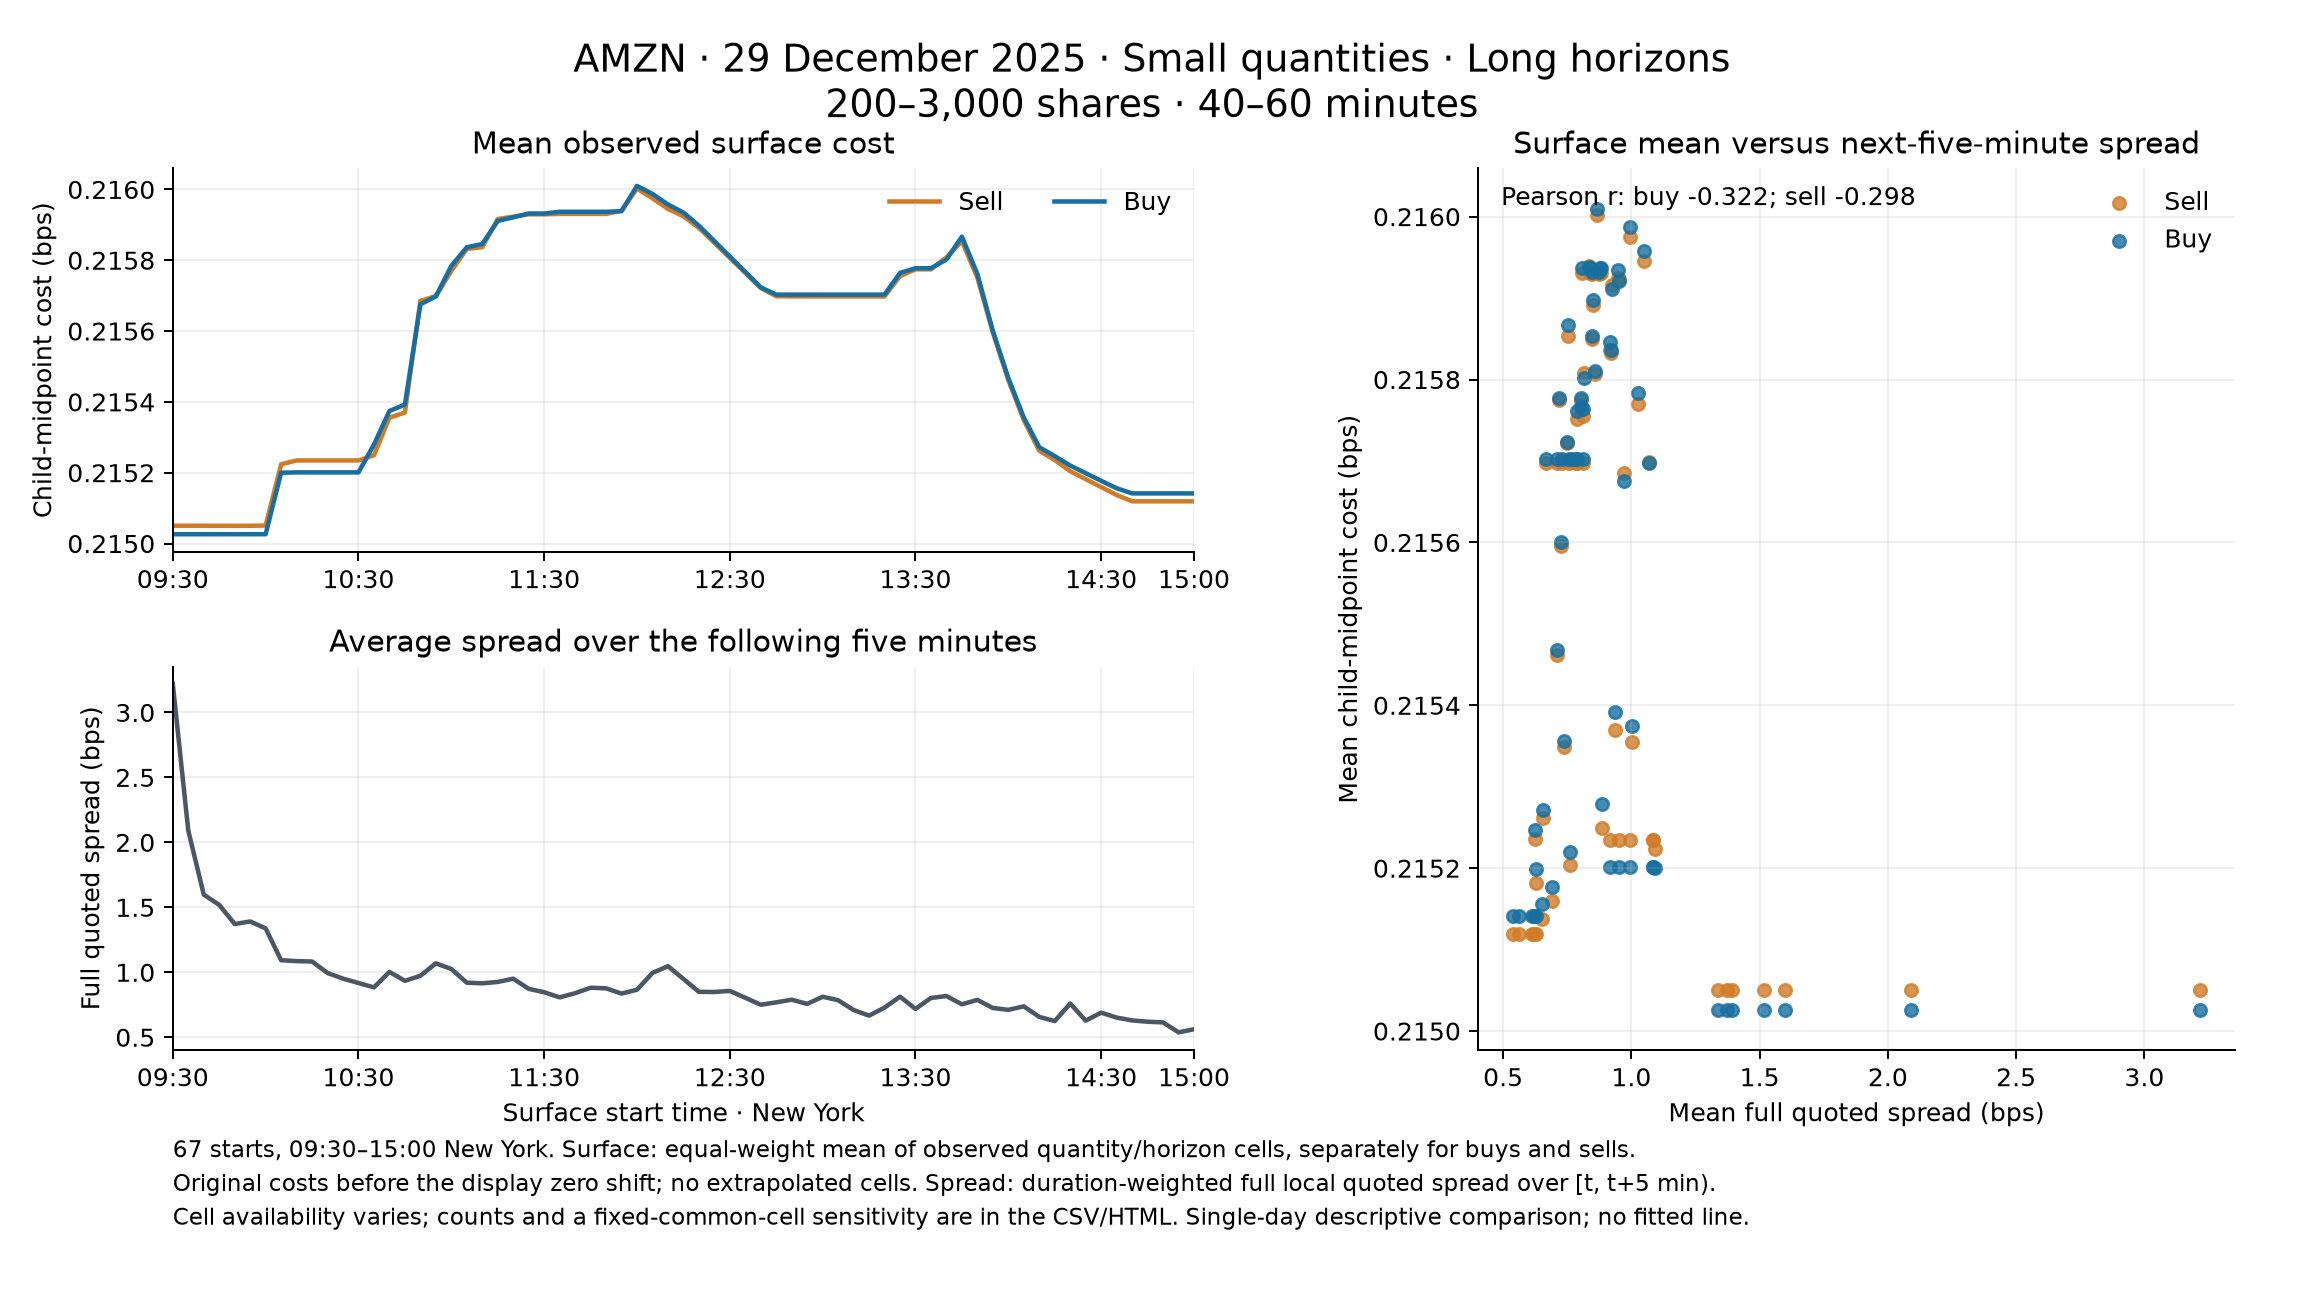 AMZN · 29 December 2025 · Small quantities · Long horizons
200–3,000 shares · 40–60 minutes
Mean observed surface cost
Child-midpoint cost (bps)
0.2160
0.2158
0.2156
0.2154
0.2152
0.2150
Sell
Buy
09:30
10:30
11:30
12:30
13:30
14:30
15:00
Average spread over the following five minutes
Full quoted spread (bps)
3.0
2.5
2.0
1.5
1.0
0.5
09:30
10:30
11:30
12:30
13:30
14:30
15:00
Surface start time · New York
Surface mean versus next-five-minute spread
Pearson r: buy -0.322; sell -0.298
Sell
Buy
Mean child-midpoint cost (bps)
0.2160
0.2158
0.2156
0.2154
0.2152
0.2150
0.5
1.0
1.5
2.0
2.5
3.0
Mean full quoted spread (bps)
67 starts, 09:30–15:00 New York. Surface: equal-weight mean of observed quantity/horizon cells, separately for buys and sells.
Original costs before the display zero shift; no extrapolated cells. Spread: duration-weighted full local quoted spread over [t, t+5 min).
Cell availability varies; counts and a fixed-common-cell sensitivity are in the CSV/HTML. Single-day descriptive comparison; no fitted line.